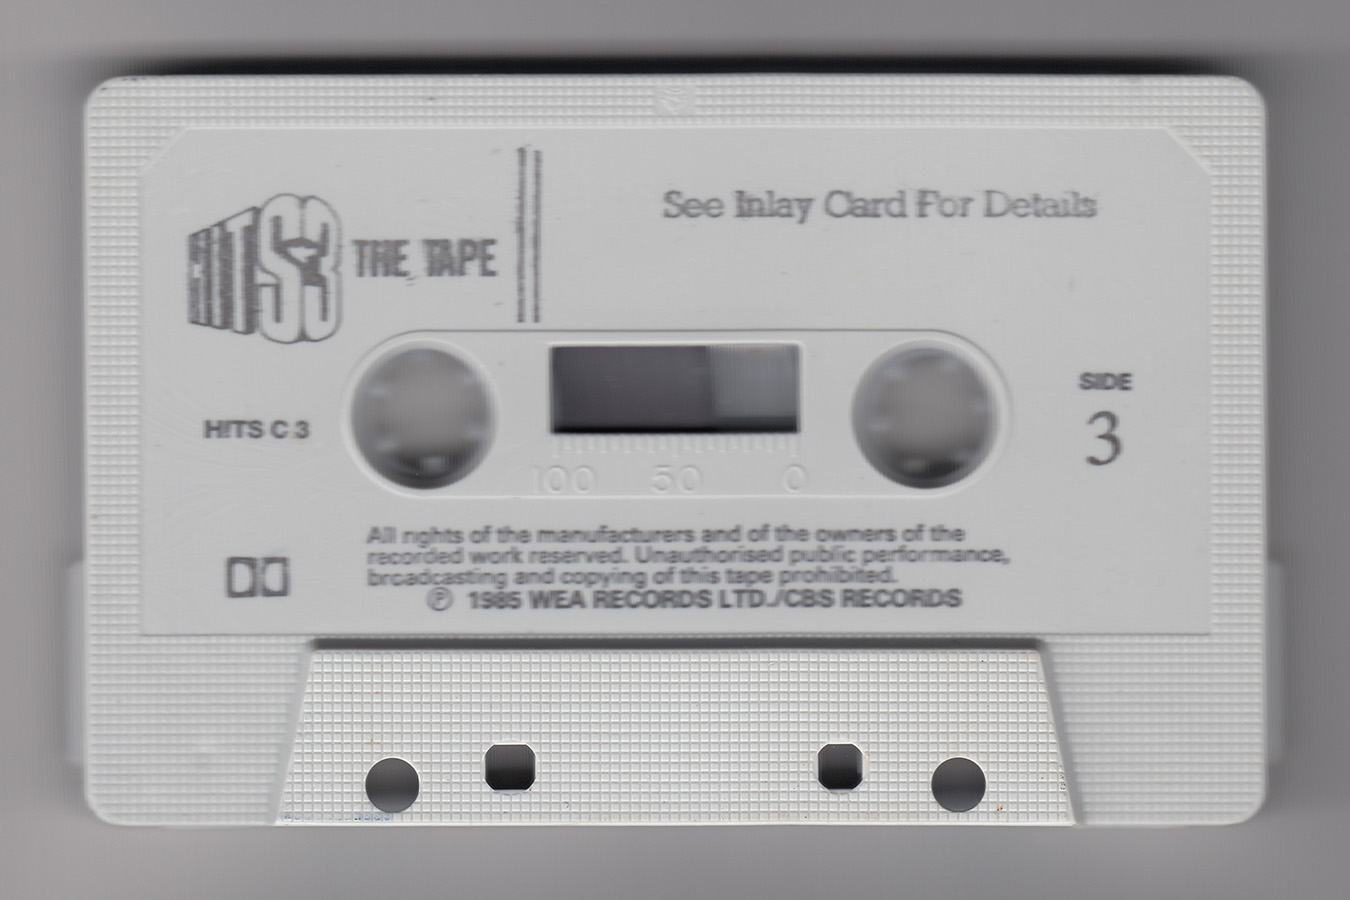 HITS 3 THE TAPE
See Inlay Card For Details
SIDE
3
HITS C 3
100 50 0
All rights of the manufacturers and of the owners of the
recorded work reserved. Unauthorised public performance,
broadcasting and copying of this tape prohibited.
Ⓟ 1985 WEA RECORDS LTD./CBS RECORDS